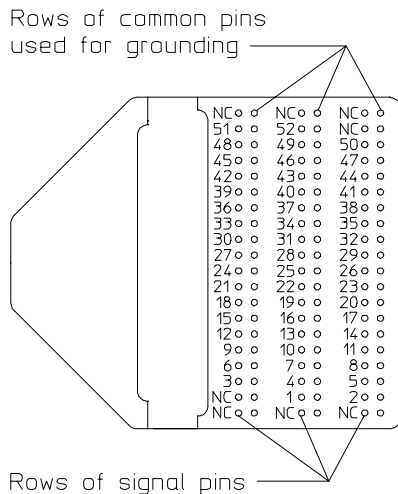 Rows of common pins
used for grounding
NC NC NC
51 52 NC
48 49 50
45 46 47
42 43 44
39 40 41
36 37 38
33 34 35
30 31 32
27 28 29
24 25 26
21 22 23
18 19 20
15 16 17
12 13 14
9 10 11
6 7 8
3 4 5
NC 1 2
NC NC NC
Rows of signal pins